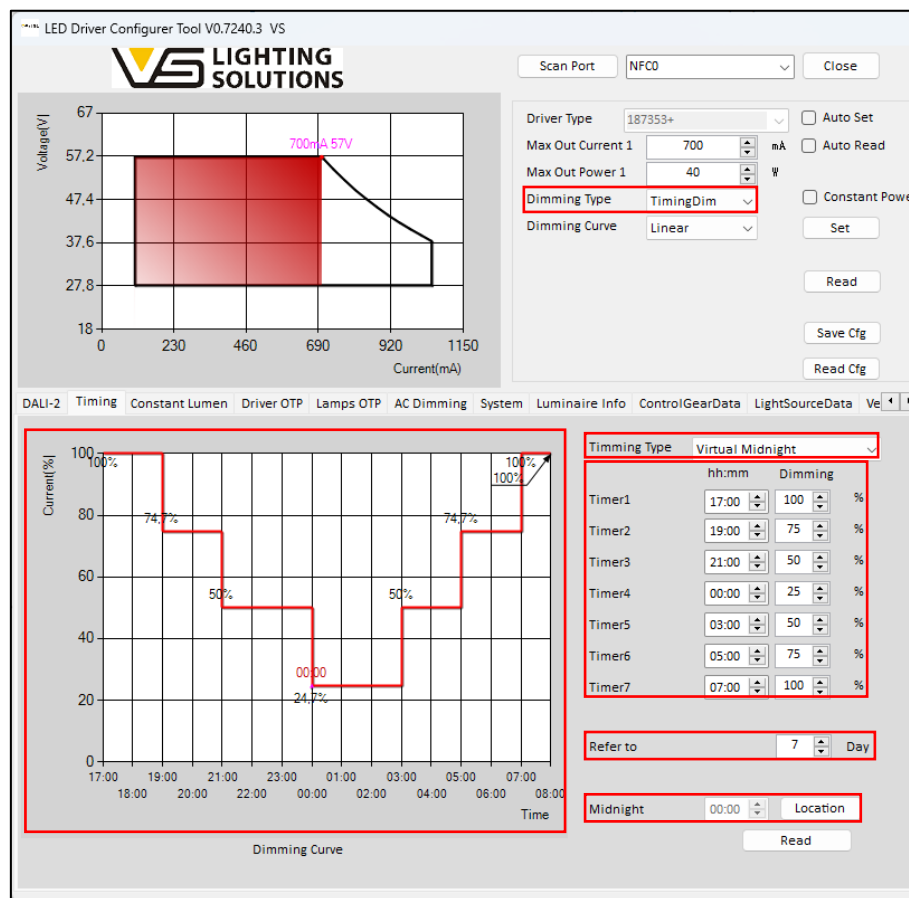 LED Driver Configurer Tool V0.7240.3 VS
VS LIGHTING
SOLUTIONS
Scan Port NFC0 Close
Voltage[V]
67
57,2
47,4
37,6
27,8
18
700mA 57V
0 230 460 690 920 1150
Current(mA)
Driver Type 187353+ Auto Set
Max Out Current 1 700 mA Auto Read
Max Out Power 1 40 W
Dimming Type TimingDim Constant Powe
Dimming Curve Linear Set
Read
Save Cfg
Read Cfg
DALI-2 Timing Constant Lumen Driver OTP Lamps OTP AC Dimming System Luminaire Info ControlGearData LightSourceData Ve
Current[%]
100
80
60
40
20
0
100% 100%
100%
74,7% 74,7%
50% 50%
00:00
24,7%
17:00 19:00 21:00 23:00 01:00 03:00 05:00 07:00
18:00 20:00 22:00 00:00 02:00 04:00 06:00 08:00
Time
Dimming Curve
Timming Type Virtual Midnight
hh:mm Dimming
Timer1 17:00 100 %
Timer2 19:00 75 %
Timer3 21:00 50 %
Timer4 00:00 25 %
Timer5 03:00 50 %
Timer6 05:00 75 %
Timer7 07:00 100 %
Refer to 7 Day
Midnight 00:00 Location
Read